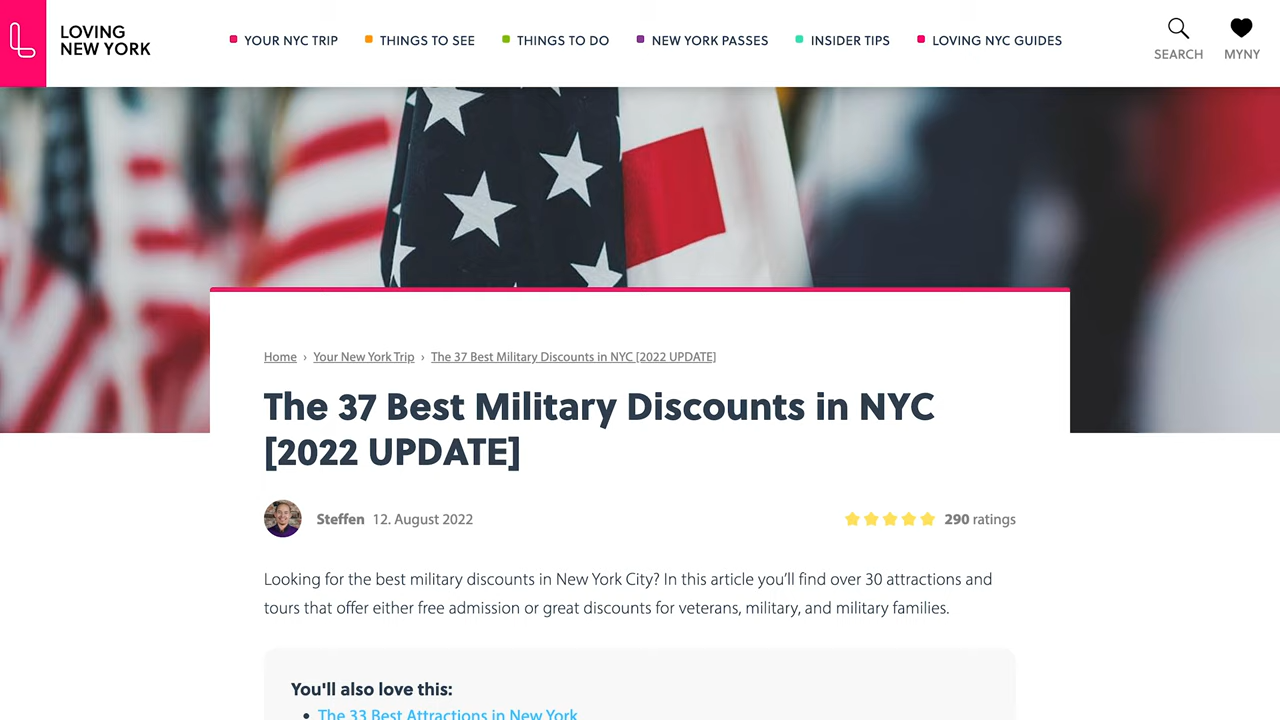 LOVING
NEW YORK
YOUR NYC TRIP
THINGS TO SEE
THINGS TO DO
NEW YORK PASSES
INSIDER TIPS
LOVING NYC GUIDES
SEARCH
MYNY
Home › Your New York Trip › The 37 Best Military Discounts in NYC [2022 UPDATE]
The 37 Best Military Discounts in NYC
[2022 UPDATE]
Steffen 12. August 2022
290 ratings
Looking for the best military discounts in New York City? In this article you’ll find over 30 attractions and
tours that offer either free admission or great discounts for veterans, military, and military families.
You'll also love this:
• The 33 Best Attractions in New York